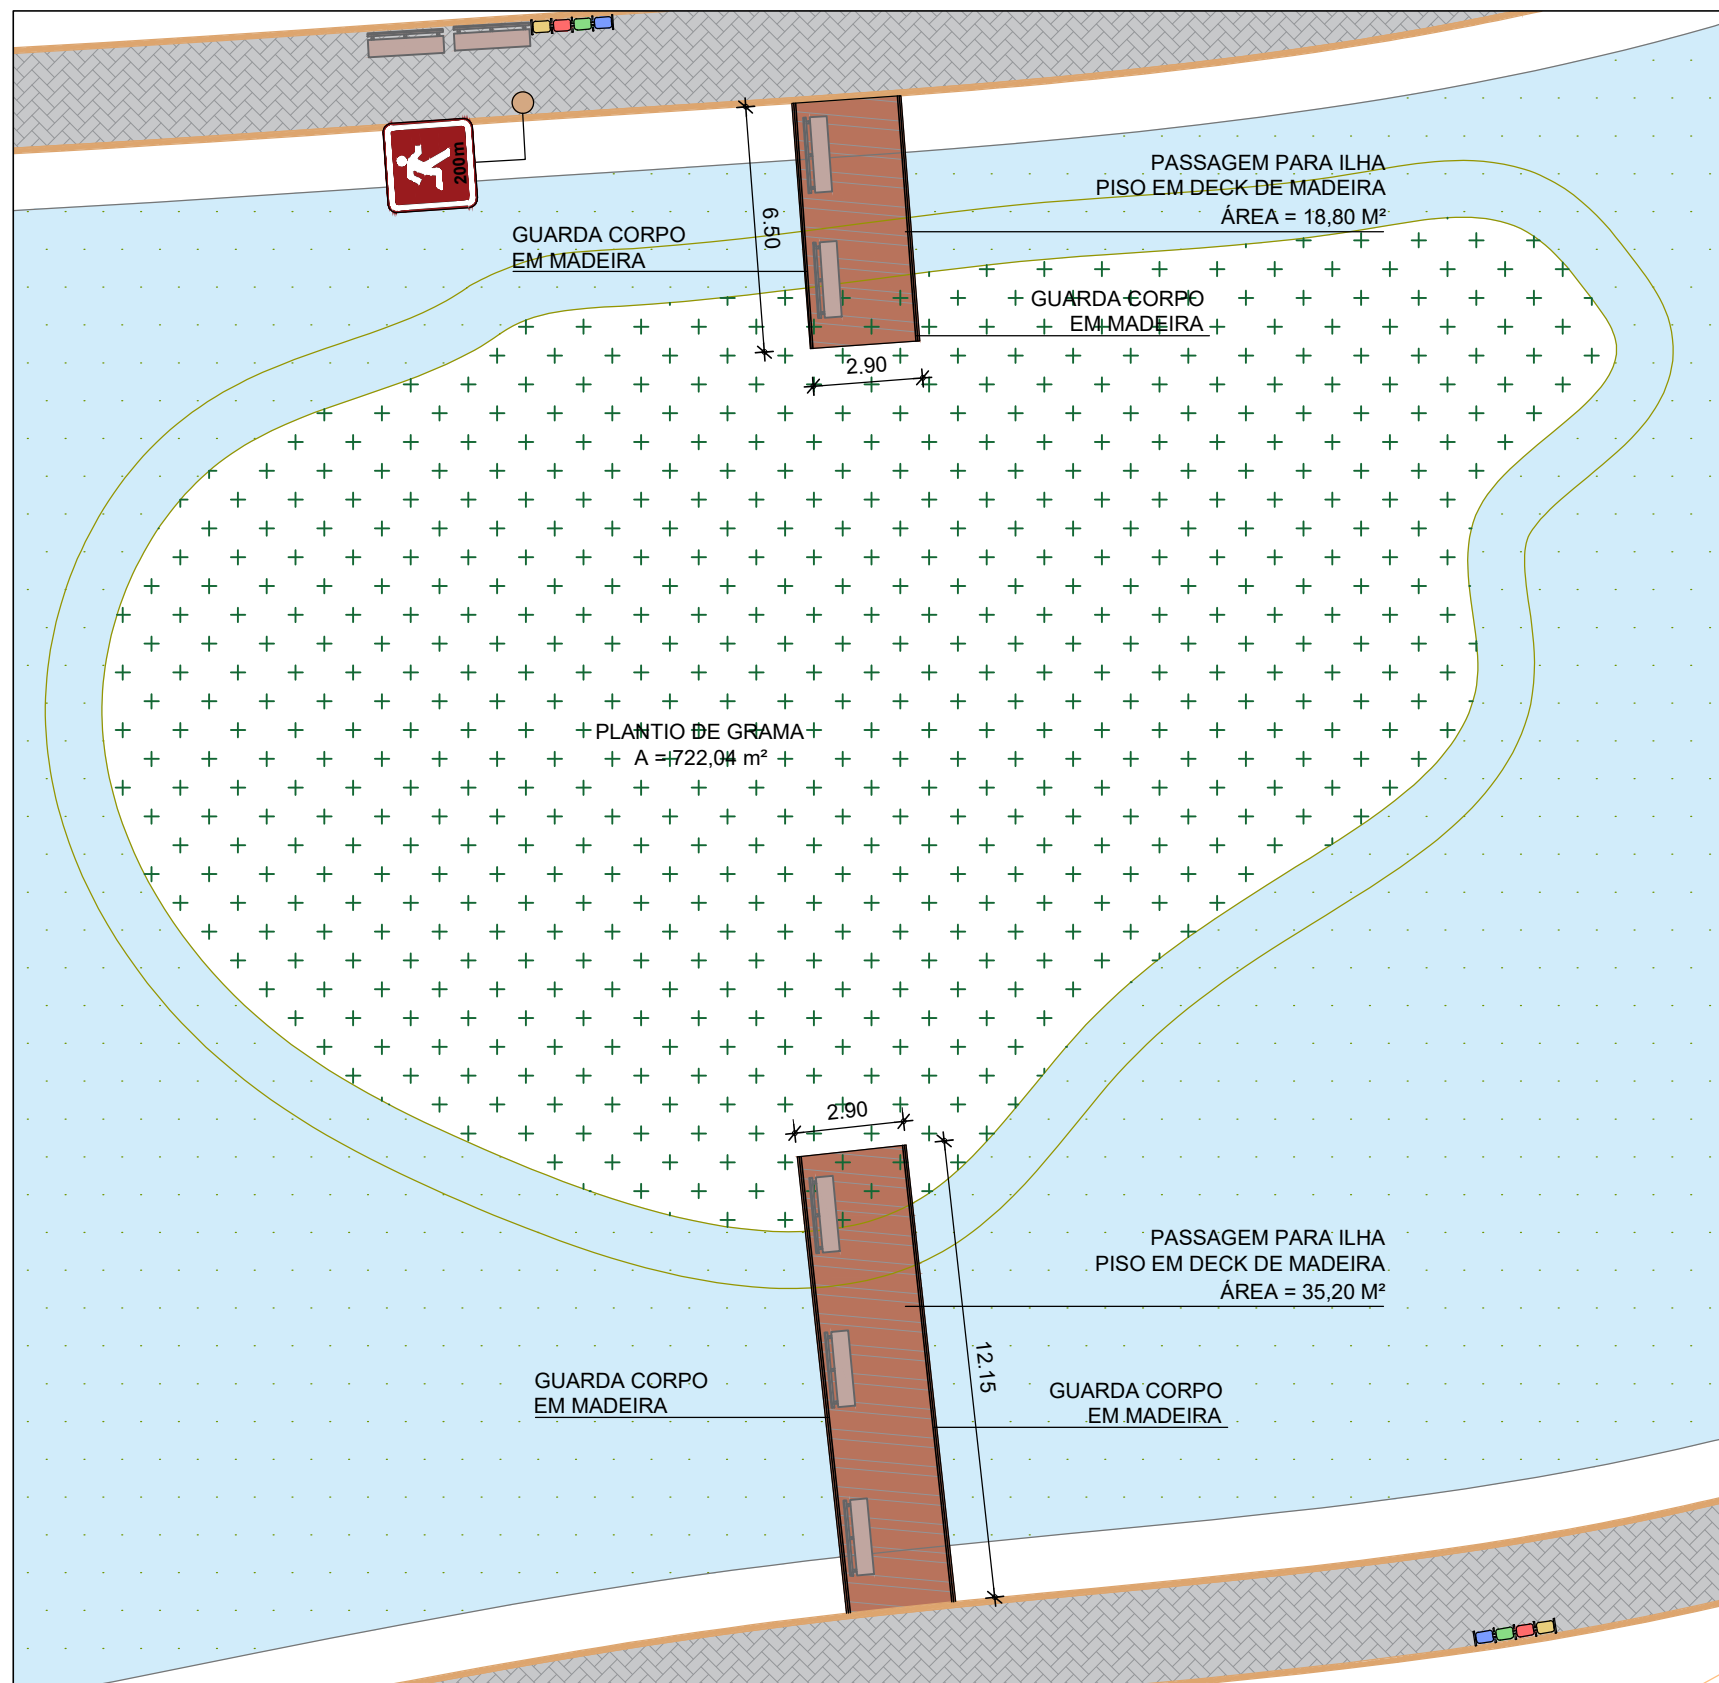 200m
PASSAGEM PARA ILHA
PISO EM DECK DE MADEIRA
ÁREA = 18,80 M²
6.50
GUARDA CORPO
EM MADEIRA
GUARDA CORPO
EM MADEIRA
2.90
PLANTIO DE GRAMA
A = 722,04 m²
2.90
PASSAGEM PARA ILHA
PISO EM DECK DE MADEIRA
ÁREA = 35,20 M²
12.15
GUARDA CORPO
EM MADEIRA
GUARDA CORPO
EM MADEIRA